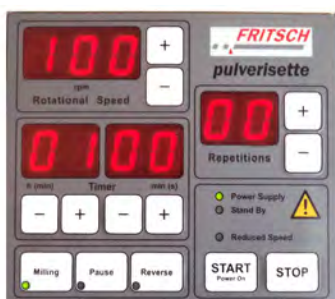 100
rpm
Rotational Speed
+
−
FRITSCH
pulverisette
01 00
h (min) Timer min (s)
− + − +
00
Repetitions
+
−
Power Supply
Stand By
Reduced Speed
!
Milling Pause Reverse
START
Power On
STOP